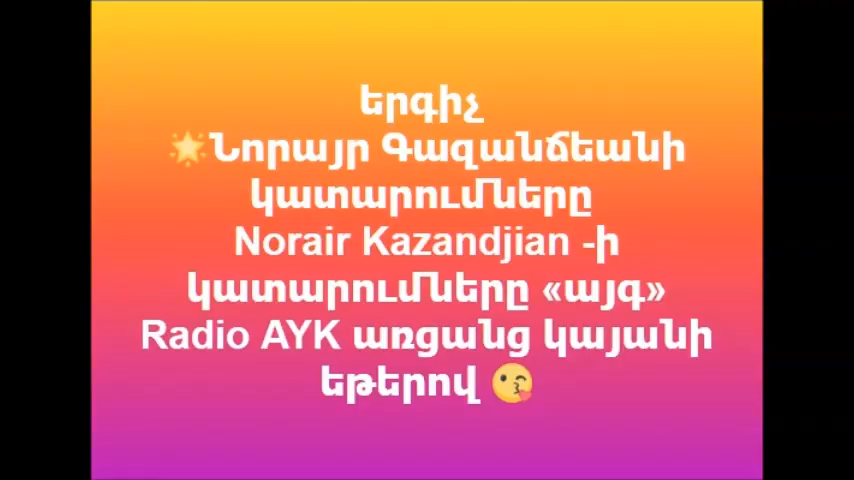 երգիչ
🌟Նորայր Գազանճեանի
կատարումները
Norair Kazandjian -ի
կատարումները «այգ»
Radio AYK առցանց կայանի
եթերով 😘